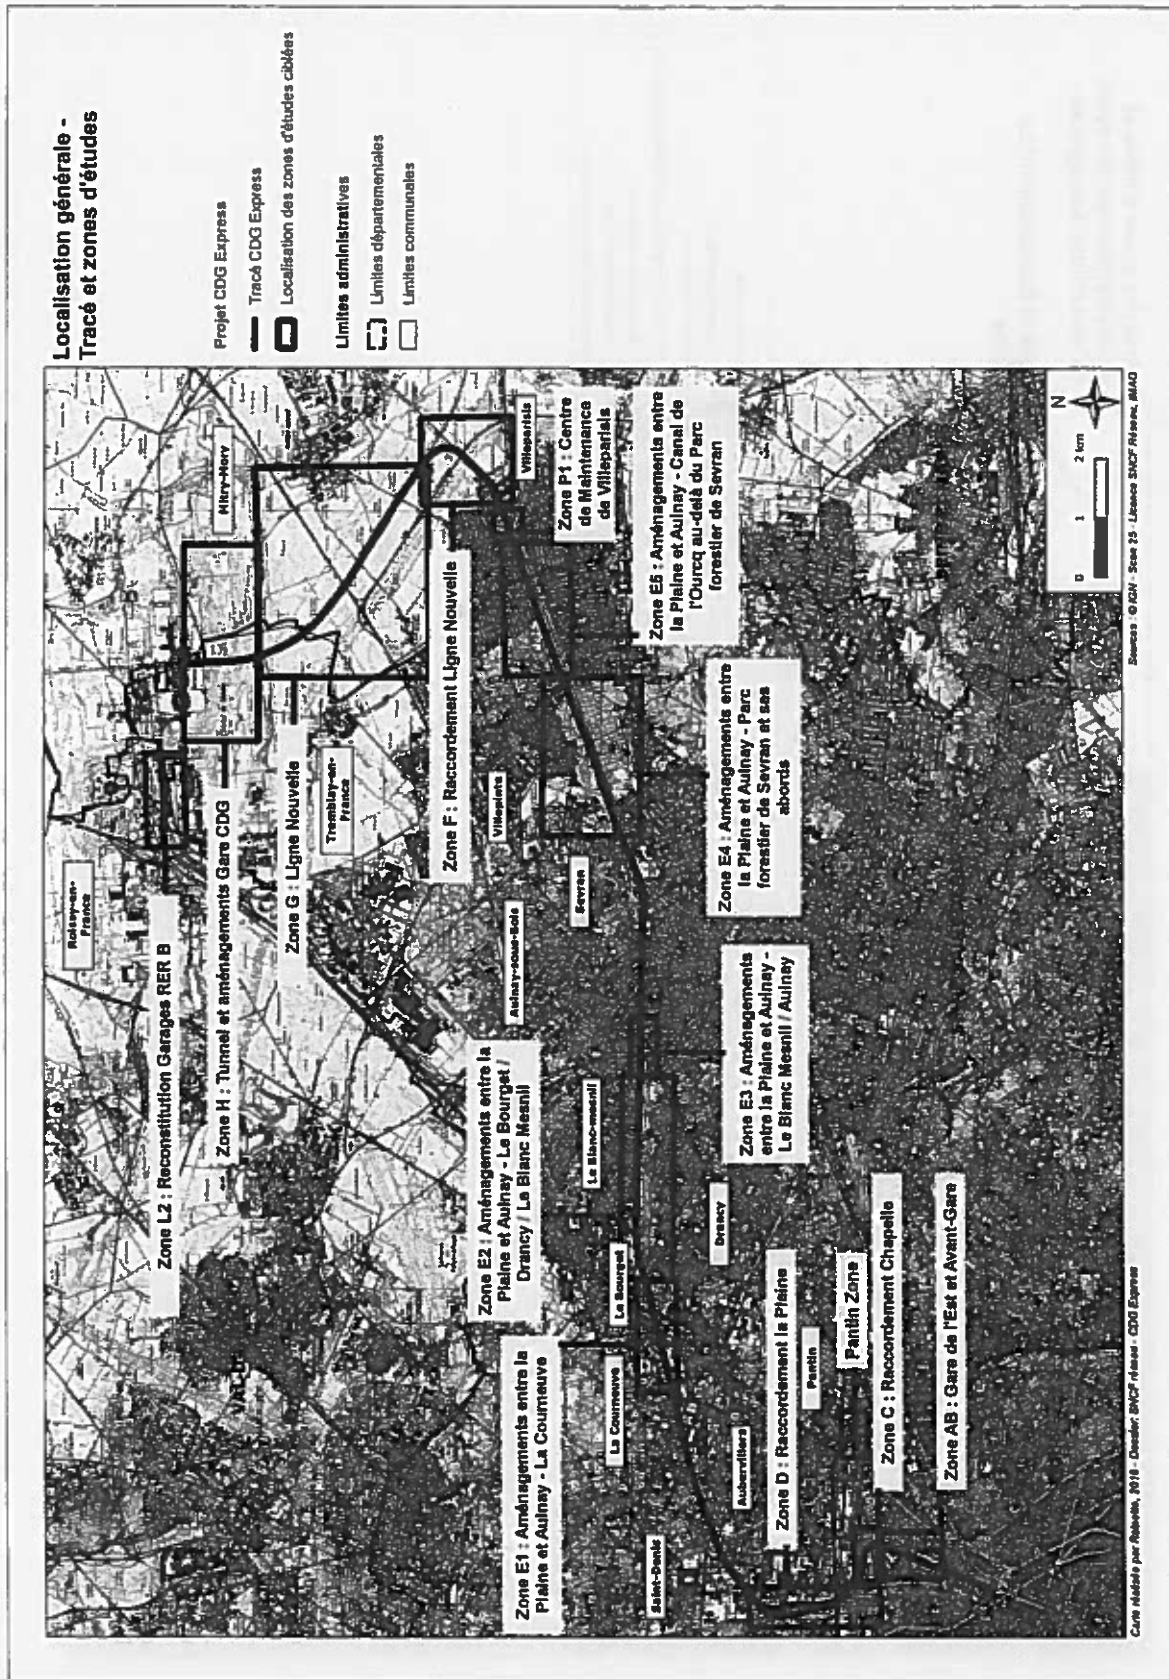 Localisation générale -
Tracé et zones d'études
Projet CDG Express
Tracé CDG Express
Localisation des zones d'études ciblées
Limites administratives
Limites départementales
Limites communales
Roissy-en-
France
Mitry-Mory
Zone L2 : Reconstitution Garages RER B
Zone H : Tunnel et aménagements Gare CDG
Zone G : Ligne Nouvelle
Tremblay-en-
France
Zone F : Raccordement Ligne Nouvelle
Villeparisis
Villepinte
Zone P1 : Centre
de Maintenance
de Villeparisis
Aulnay-sous-Bois
Sevran
Zone E5 : Aménagements entre
la Plaine et Aulnay - Canal de
l'Ourcq au-delà du Parc
forestier de Sevran
Zone E4 : Aménagements entre
la Plaine et Aulnay - Parc
forestier de Sevran et ses
abords
Zone E2 : Aménagements entre la
Plaine et Aulnay - Le Bourget /
Drancy / Le Blanc Mesnil
Le Blanc-mesnil
Zone E3 : Aménagements
entre la Plaine et Aulnay -
Le Blanc Mesnil / Aulnay
Zone E1 : Aménagements entre la
Plaine et Aulnay - La Courneuve
Le Bourget
La Courneuve
Drancy
Saint-Denis
Aubervilliers
Zone D : Raccordement la Plaine
Pantin
Pantin Zone
Zone C : Raccordement Chapelle
Zone AB : Gare de l'Est et Avant-Gare
N
0 1 2 km
Sources : © IGN - Scan 25 - Licence SNCF Réseau, MAO